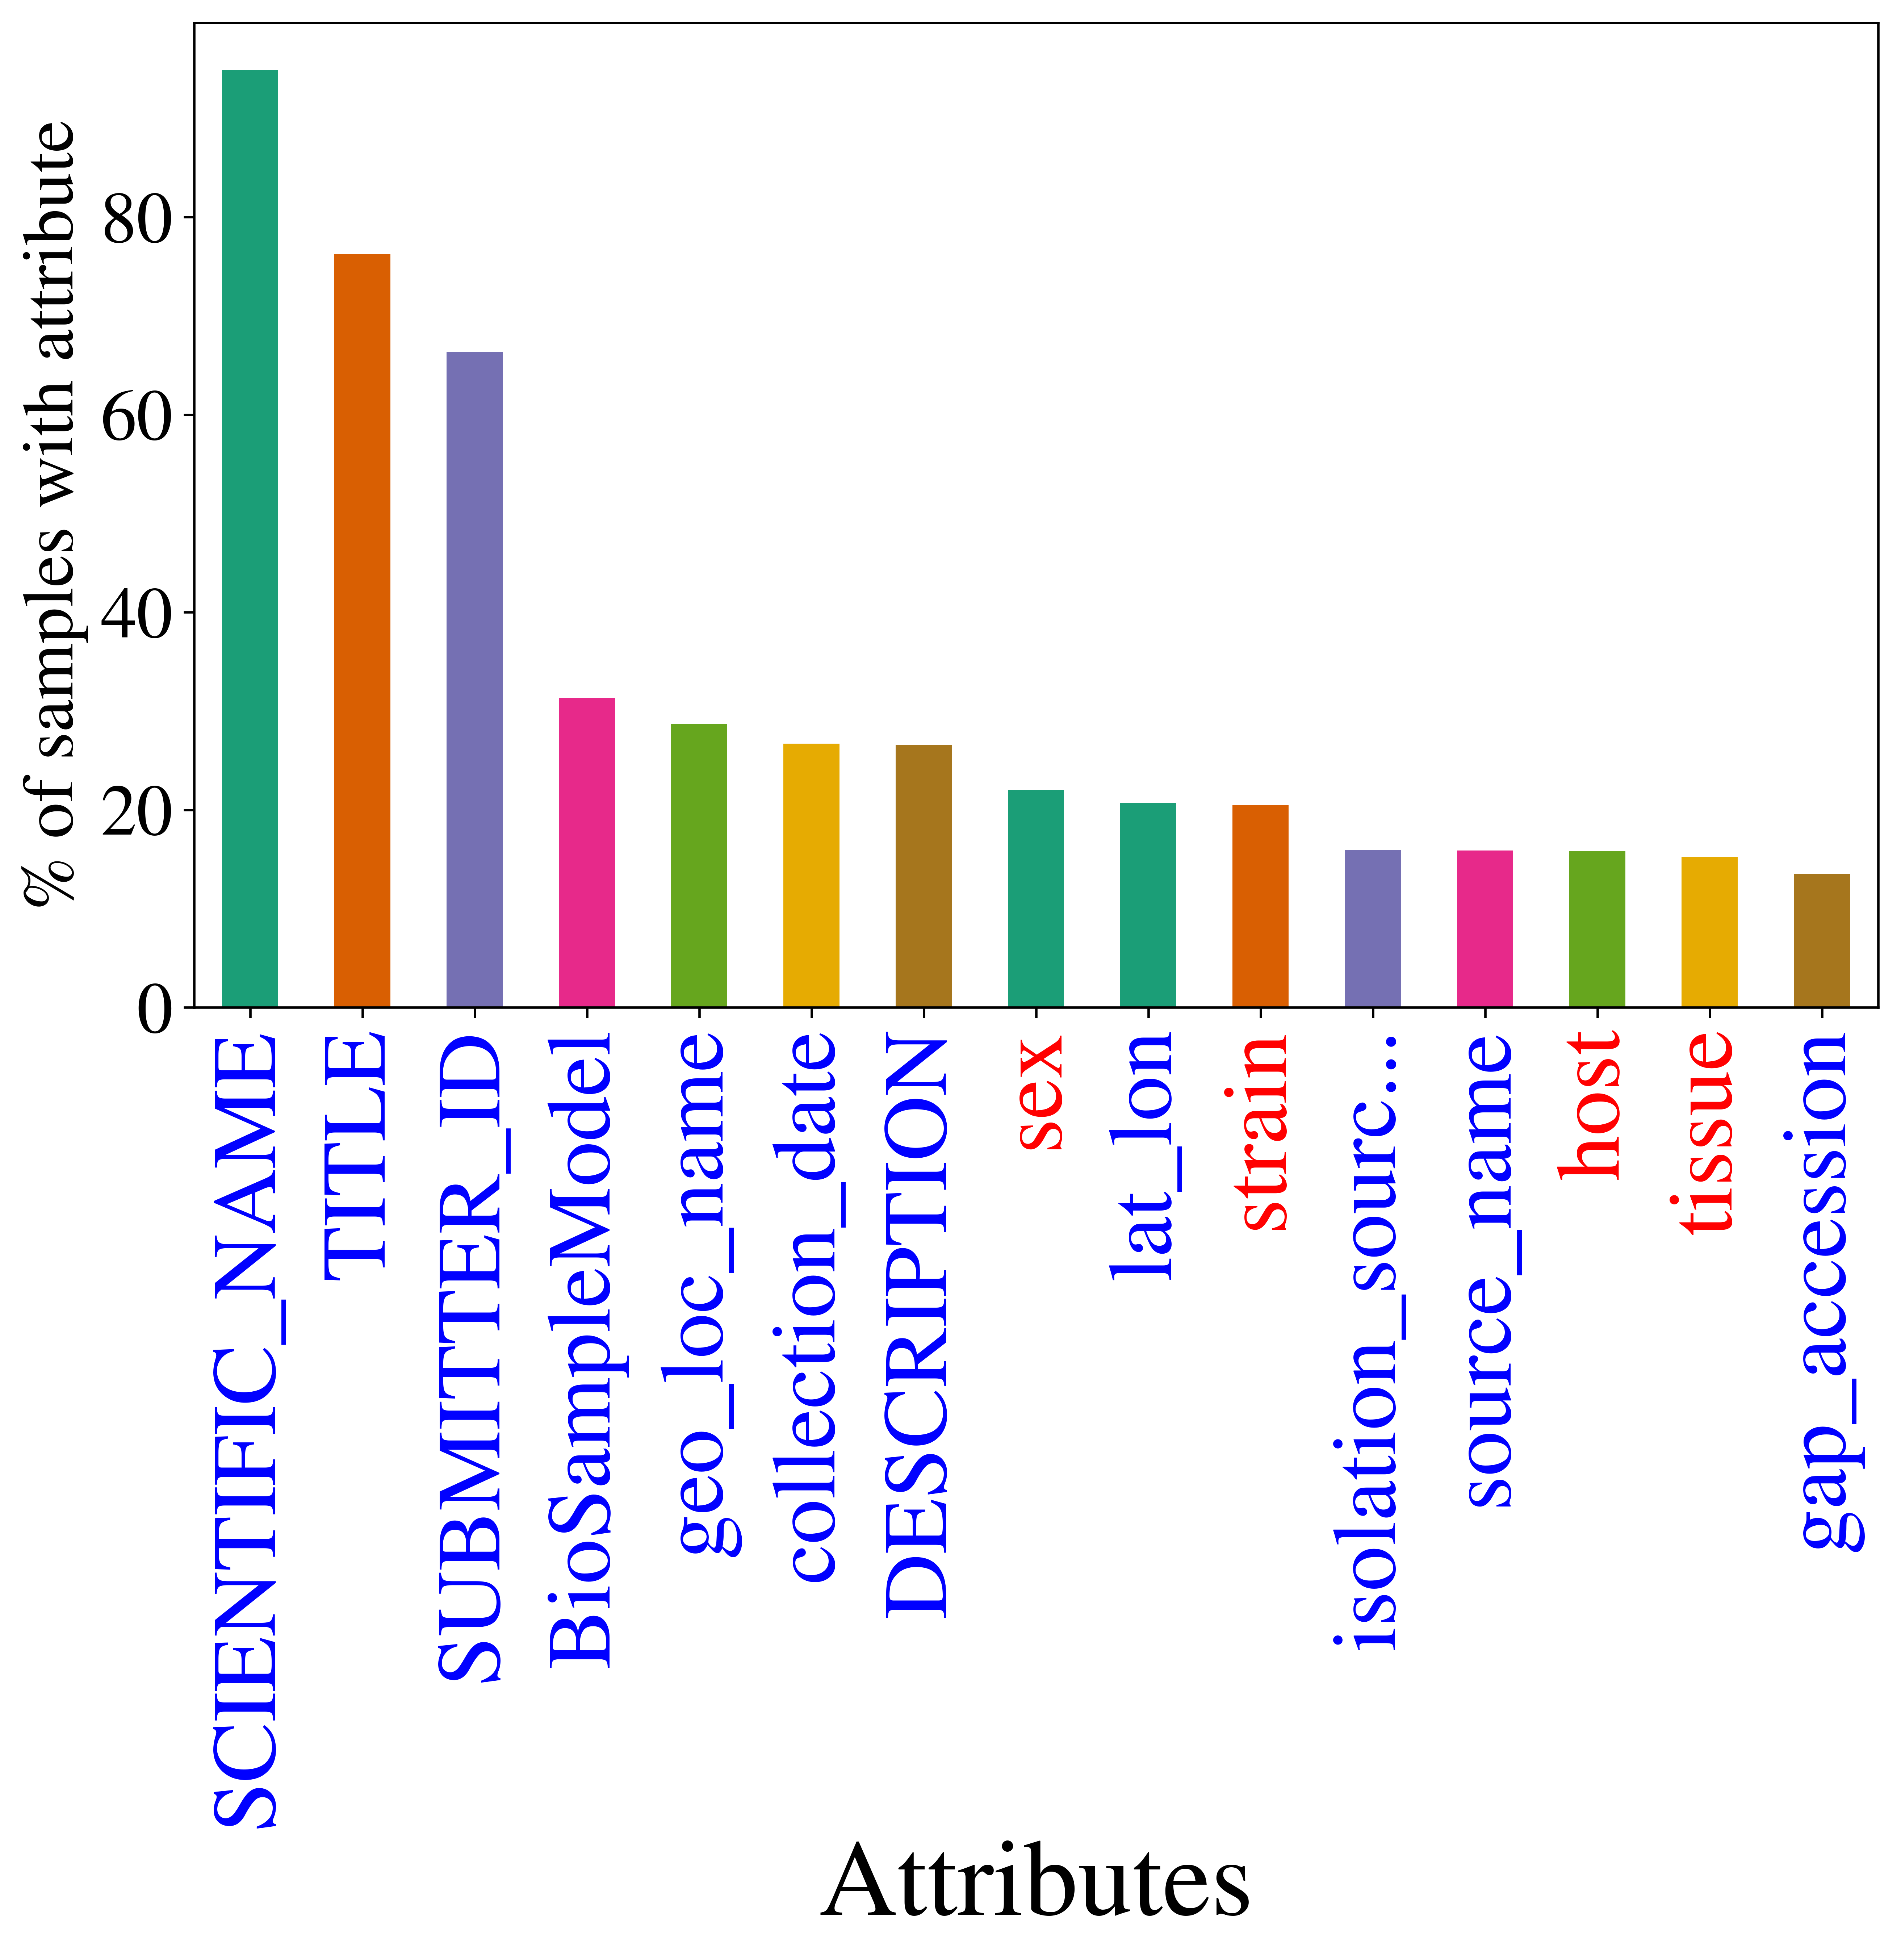 % of samples with attribute
80
60
40
20
0
SCIENTIFIC_NAME
TITLE
SUBMITTER_ID
BioSampleModel
geo_loc_name
collection_date
DESCRIPTION
sex
lat_lon
strain
isolation_sourc...
source_name
host
tissue
gap_accession
Attributes